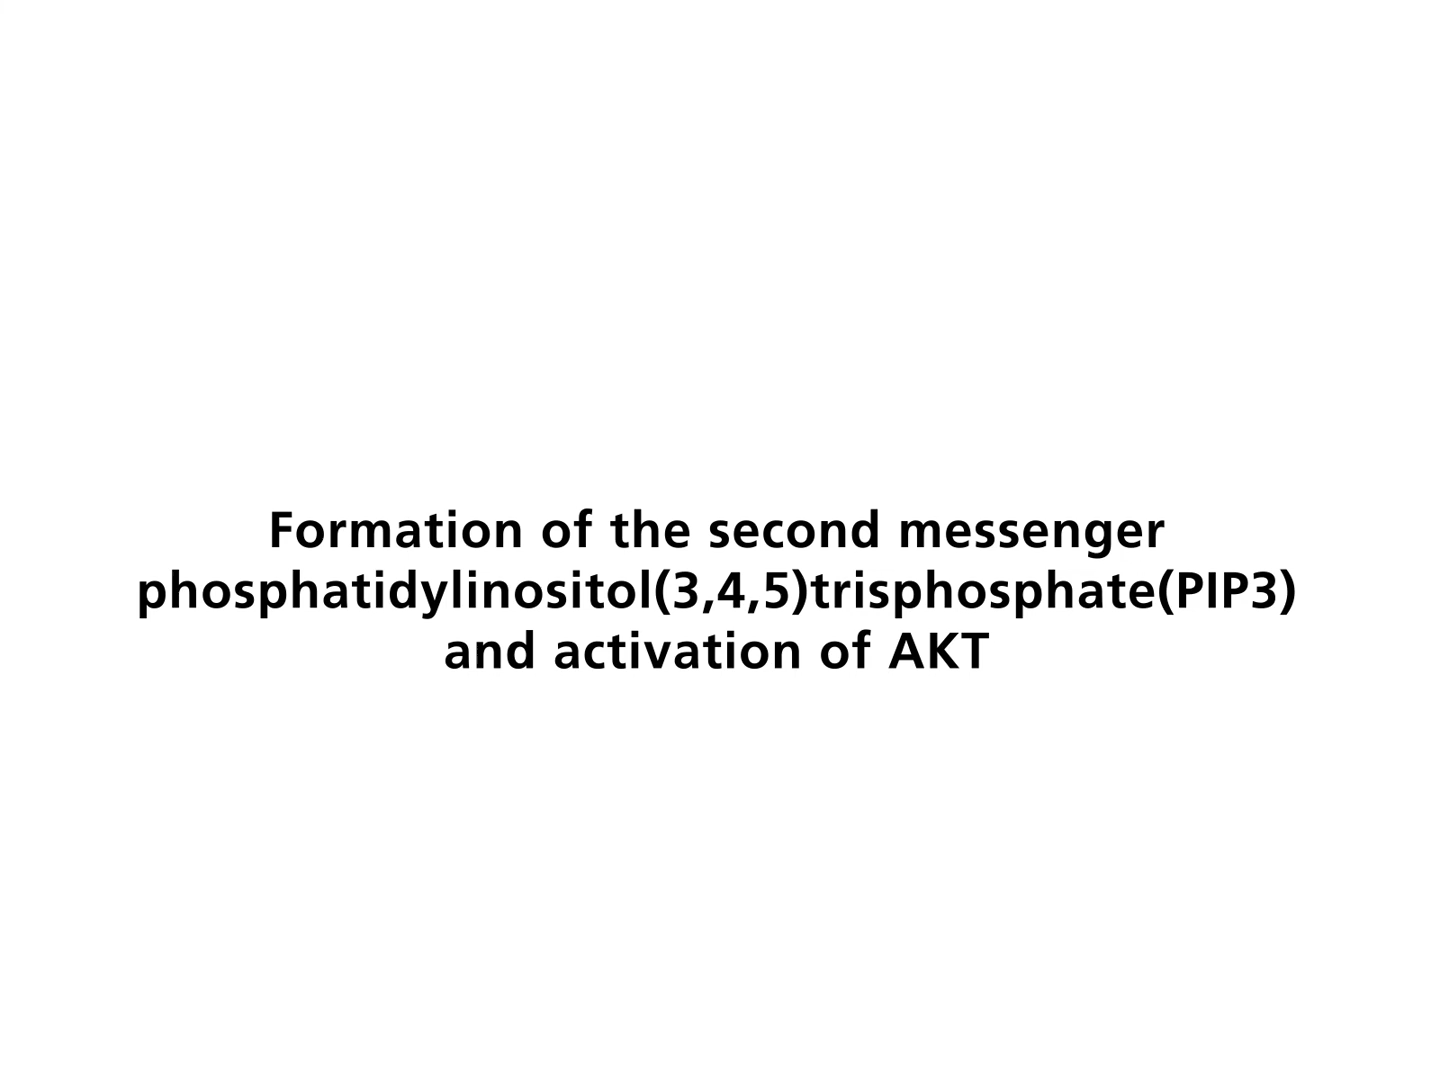 Formation of the second messenger
phosphatidylinositol(3,4,5)trisphosphate(PIP3)
and activation of AKT